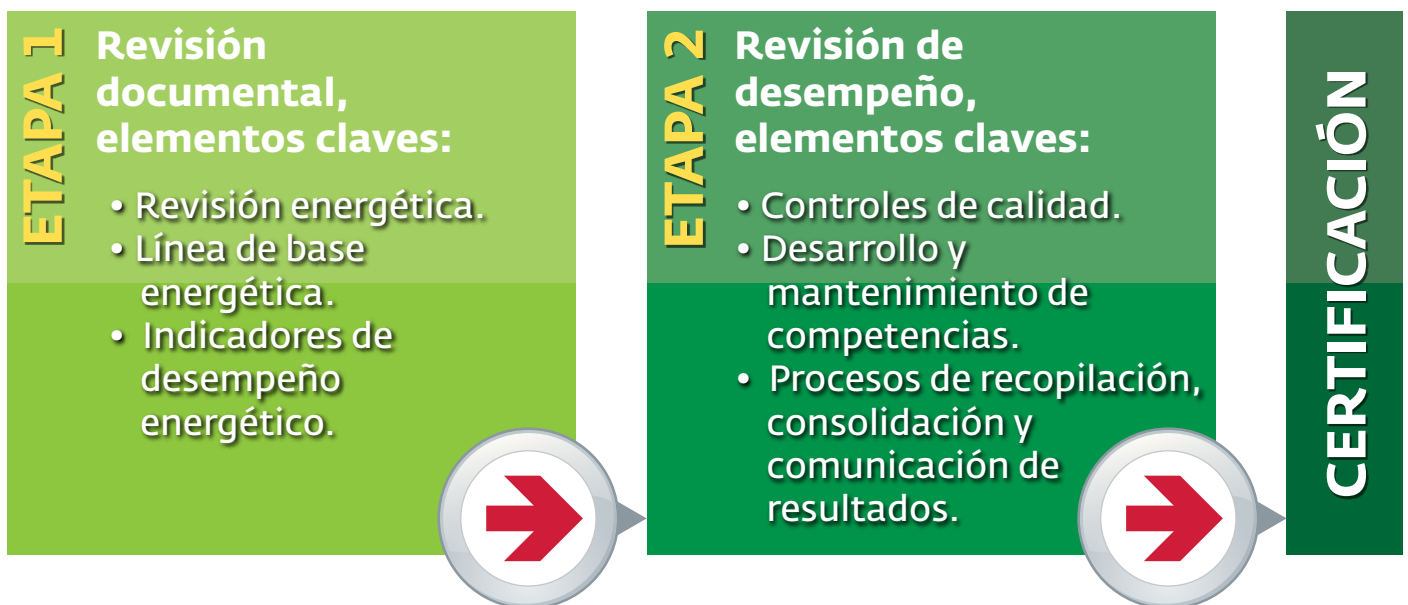 ETAPA 1
Revisión
documental,
elementos claves:
• Revisión energética.
• Línea de base
energética.
• Indicadores de
desempeño
energético.
ETAPA 2
Revisión de
desempeño,
elementos claves:
• Controles de calidad.
• Desarrollo y
mantenimiento de
competencias.
• Procesos de recopilación,
consolidación y
comunicación de
resultados.
CERTIFICACIÓN